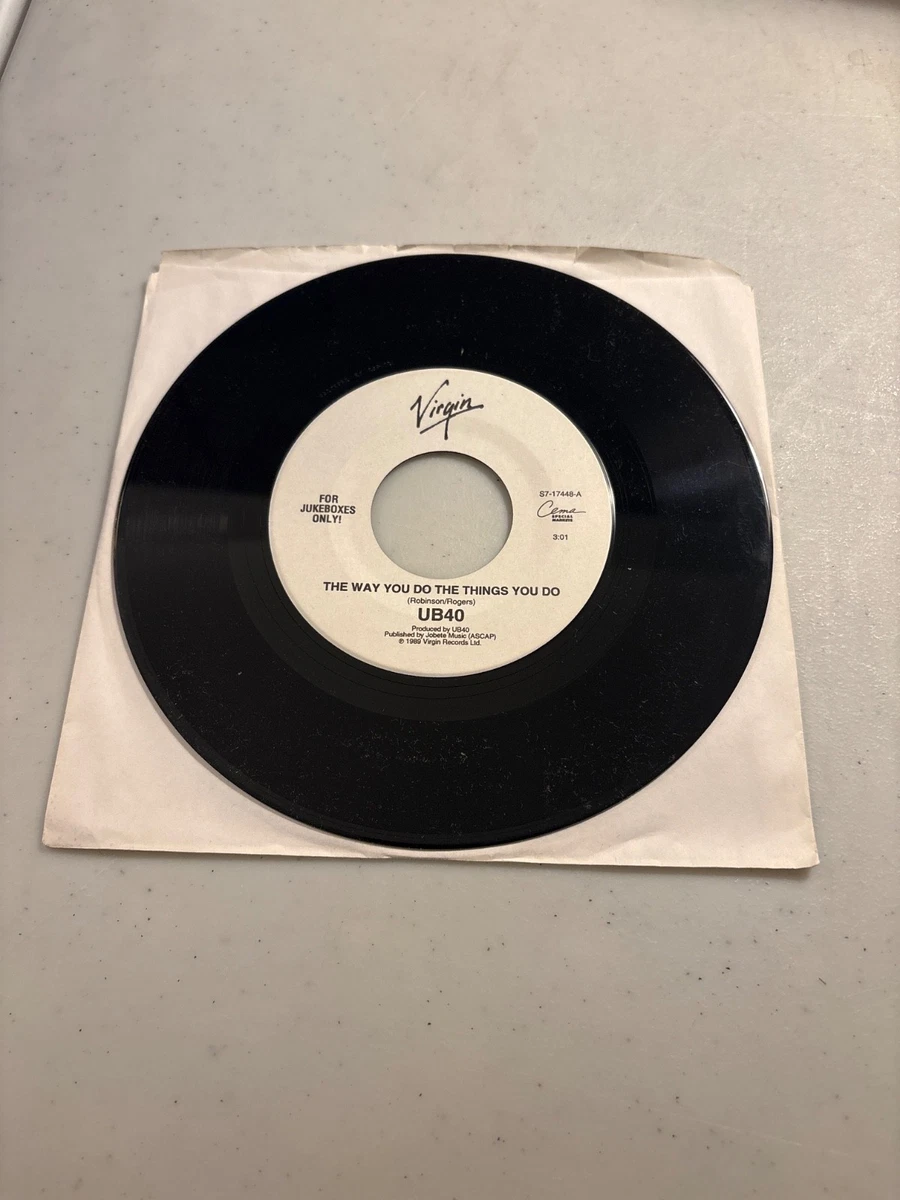 Virgin
FOR
JUKEBOXES
ONLY!
S7-17448-A
Cema
SPECIAL
MARKETS
3:01
THE WAY YOU DO THE THINGS YOU DO
(Robinson/Rogers)
UB40
Produced by UB40
Published by Jobete Music (ASCAP)
℗ 1989 Virgin Records Ltd.